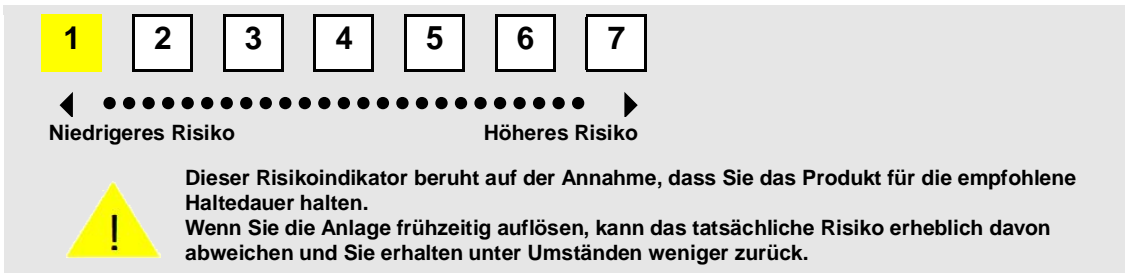 1 2 3 4 5 6 7
Niedrigeres Risiko Höheres Risiko
Dieser Risikoindikator beruht auf der Annahme, dass Sie das Produkt für die empfohlene
Haltedauer halten.
Wenn Sie die Anlage frühzeitig auflösen, kann das tatsächliche Risiko erheblich davon
abweichen und Sie erhalten unter Umständen weniger zurück.
!